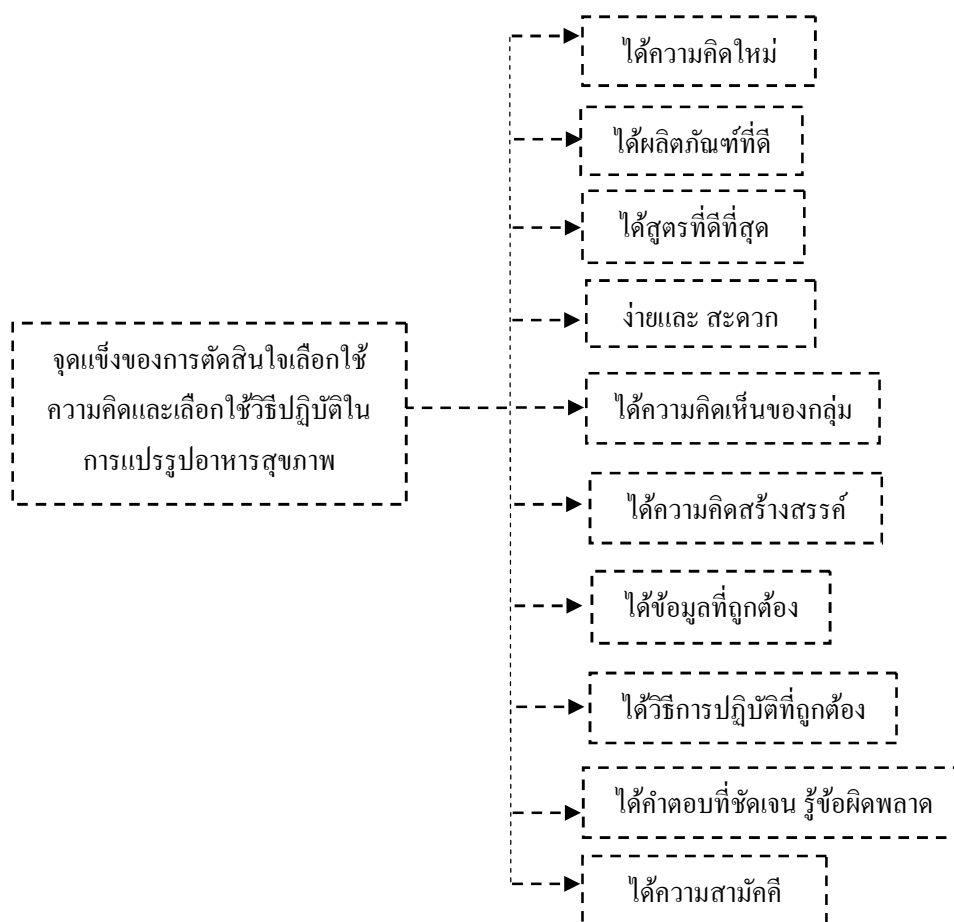 ได้ความคิดใหม่
ได้ผลิตภัณฑ์ที่ดี
ได้สูตรที่ดีที่สุด
ง่ายและ สะดวก
จุดแข็งของการตัดสินใจเลือกใช้
ความคิดและเลือกใช้วิธีปฏิบัติใน
การแปรรูปอาหารสุขภาพ
ได้ความคิดเห็นของกลุ่ม
ได้ความคิดสร้างสรรค์
ได้ข้อมูลที่ถูกต้อง
ได้วิธีการปฏิบัติที่ถูกต้อง
ได้คำตอบที่ชัดเจน รู้ข้อผิดพลาด
ได้ความสามัคคี